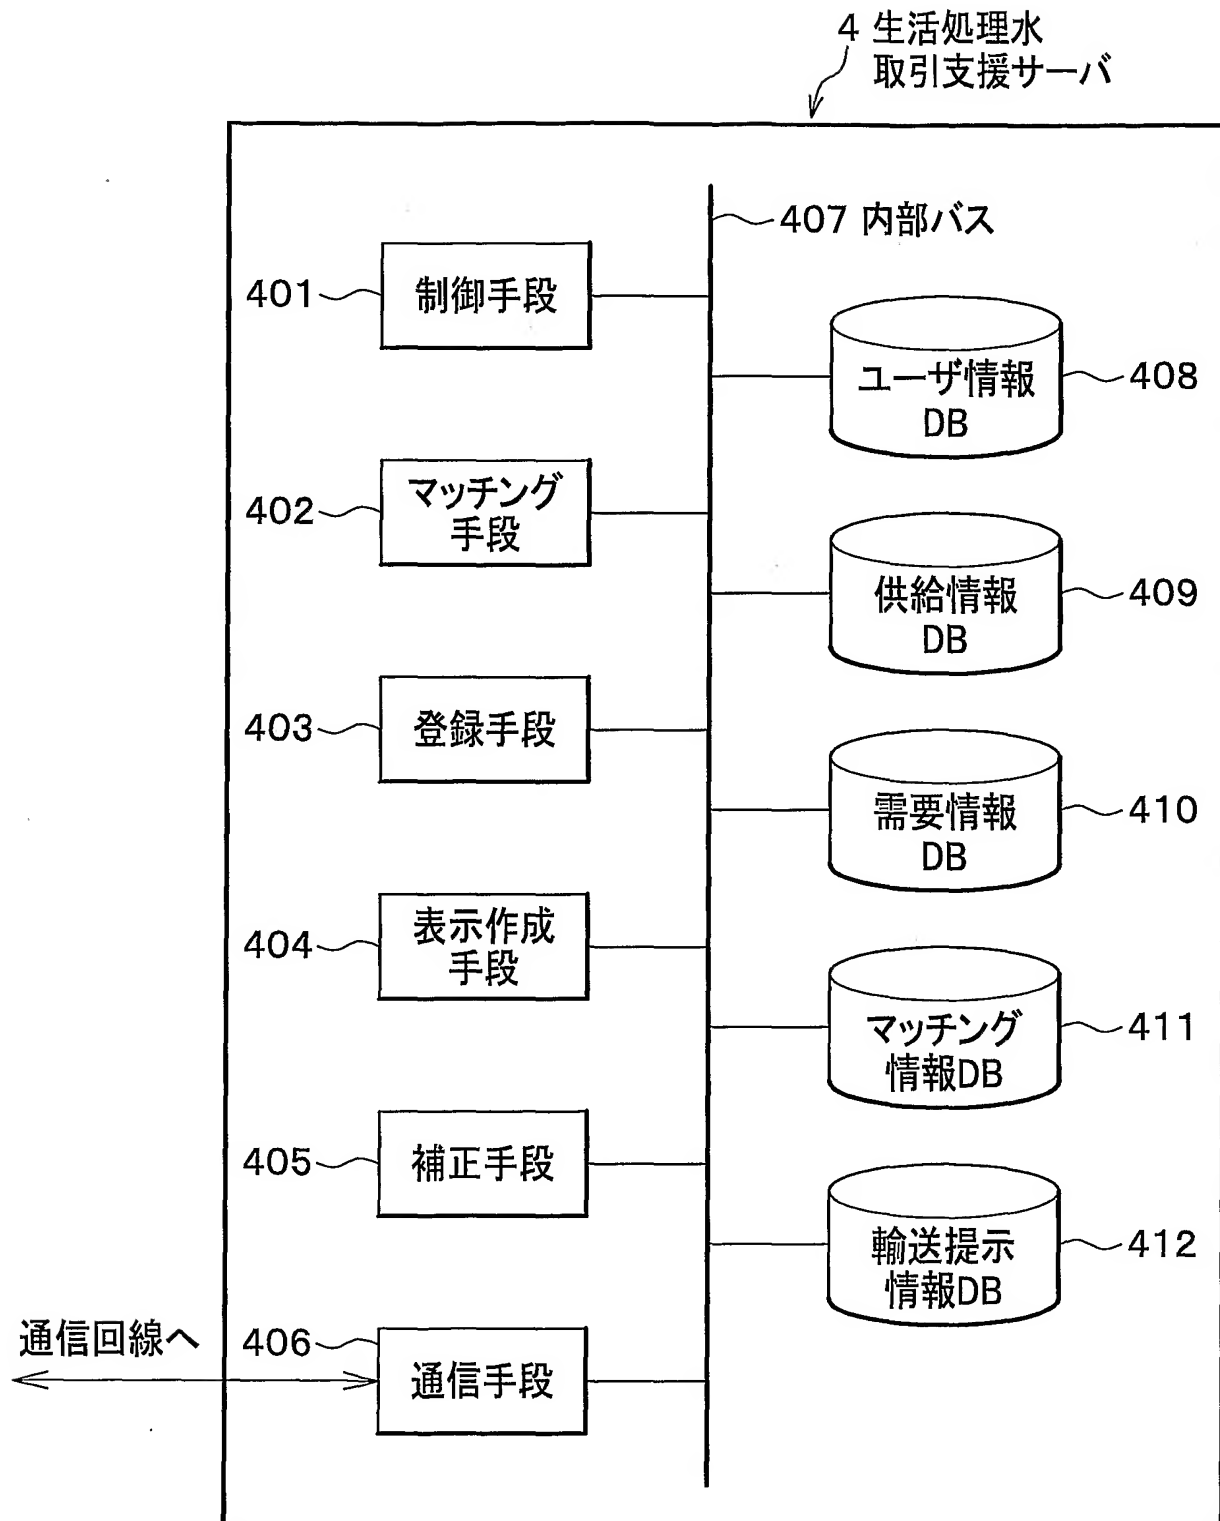 4 生活処理水
取引支援サーバ
407 内部バス
401
制御手段
ユーザ情報
DB
408
402
マッチング
手段
供給情報
DB
409
403
登録手段
需要情報
DB
410
404
表示作成
手段
マッチング
情報DB
411
405
補正手段
輸送提示
情報DB
412
通信回線へ
406
通信手段